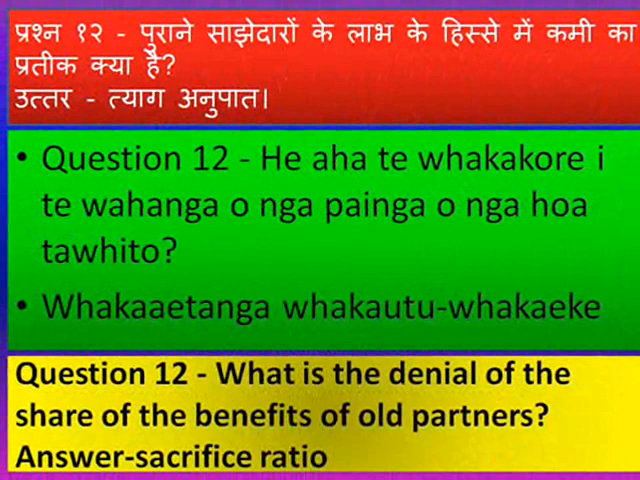 प्रश्न १२ - पुराने साझेदारों के लाभ के हिस्से में कमी का
प्रतीक क्या है?
उत्तर - त्याग अनुपात।
• Question 12 - He aha te whakakore i
te wahanga o nga painga o nga hoa
tawhito?
• Whakaaetanga whakautu-whakaeke
Question 12 - What is the denial of the
share of the benefits of old partners?
Answer-sacrifice ratio